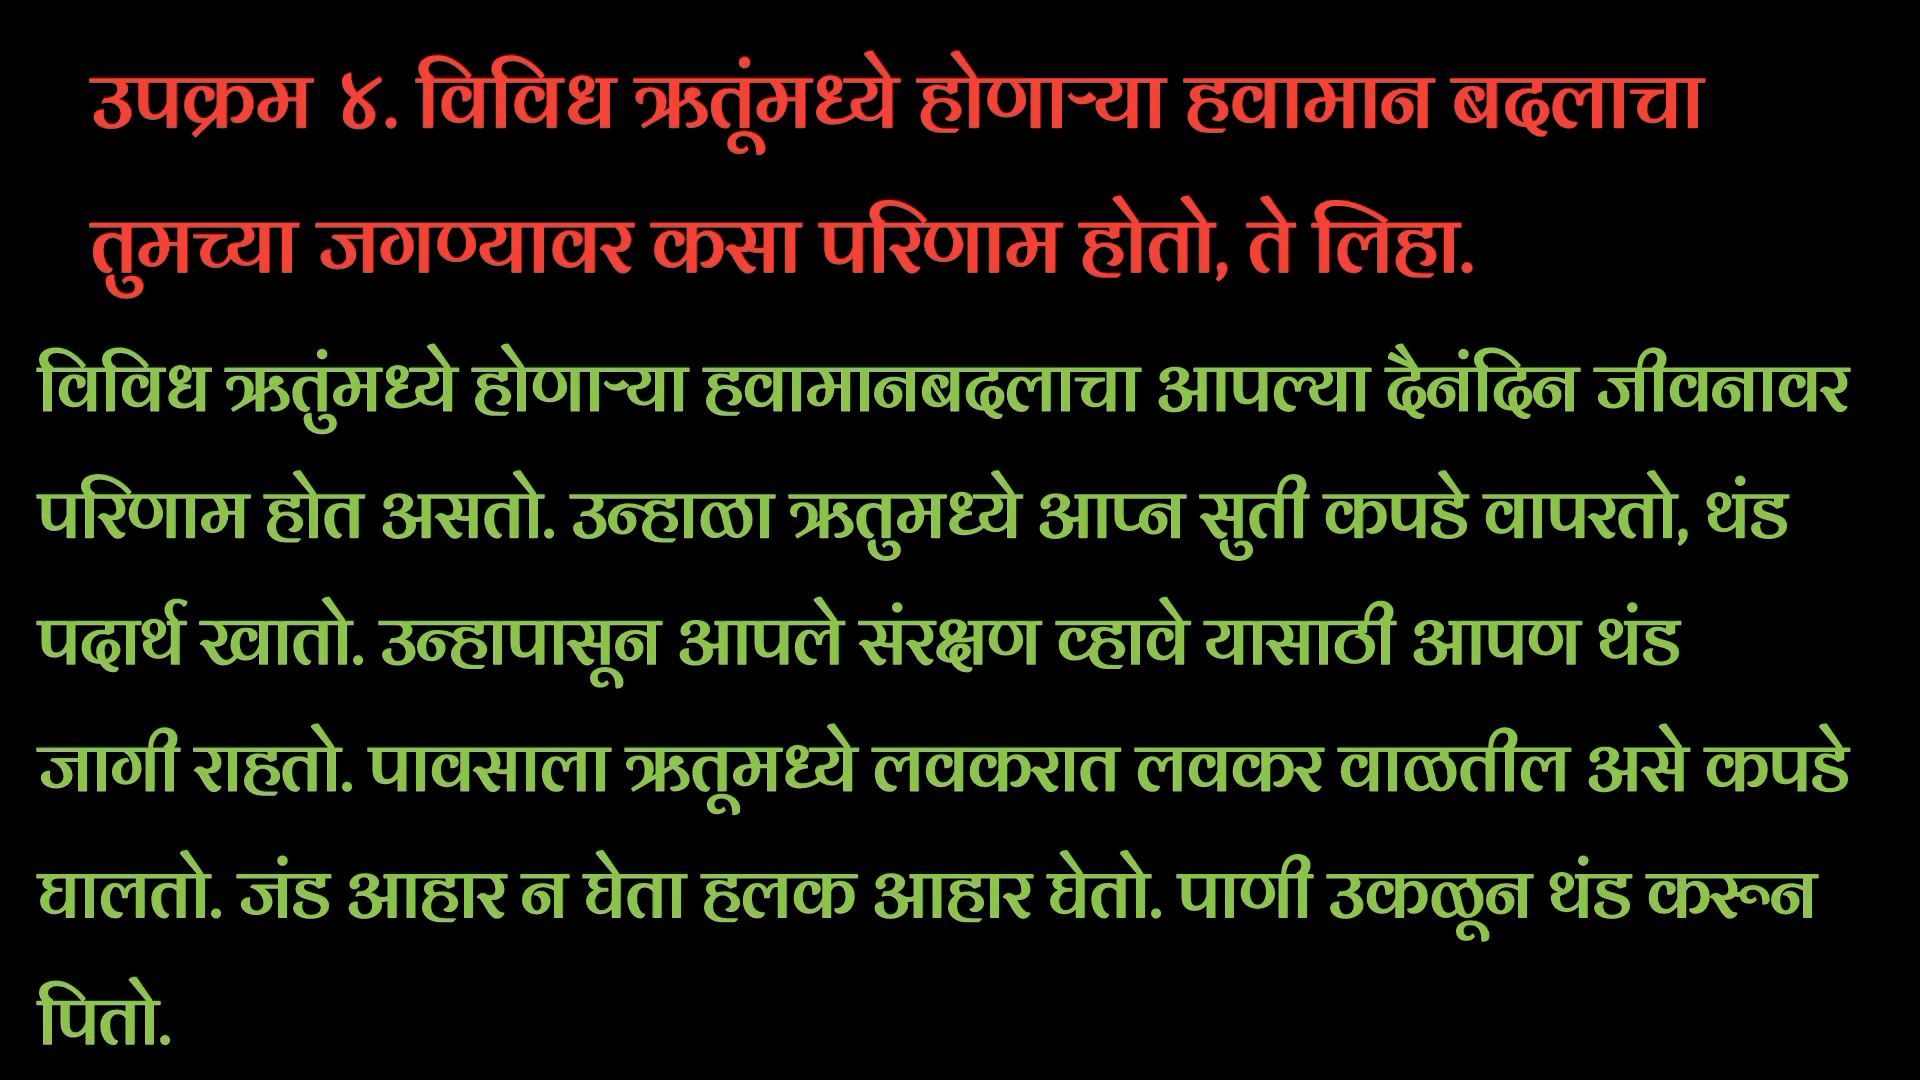 उपक्रम ४. विविध ऋतूंमध्ये होणाऱ्या हवामान बदलाचा
तुमच्या जगण्यावर कसा परिणाम होतो, ते लिहा.
विविध ऋतुंमध्ये होणाऱ्या हवामानबदलाचा आपल्या दैनंदिन जीवनावर
परिणाम होत असतो. उन्हाळा ऋतुमध्ये आप्न सुती कपडे वापरतो, थंड
पदार्थ खातो. उन्हापासून आपले संरक्षण व्हावे यासाठी आपण थंड
जागी राहतो. पावसाला ऋतूमध्ये लवकरात लवकर वाळतील असे कपडे
घालतो. जंड आहार न घेता हलक आहार घेतो. पाणी उकळून थंड करून
पितो.